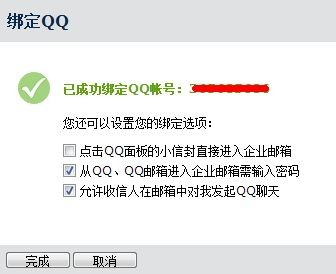 绑定QQ
已成功绑定QQ帐号：
您还可以设置您的绑定选项：
点击QQ面板的小信封直接进入企业邮箱
从QQ、QQ邮箱进入企业邮箱需输入密码
允许收信人在邮箱中对我发起QQ聊天
完成
取消